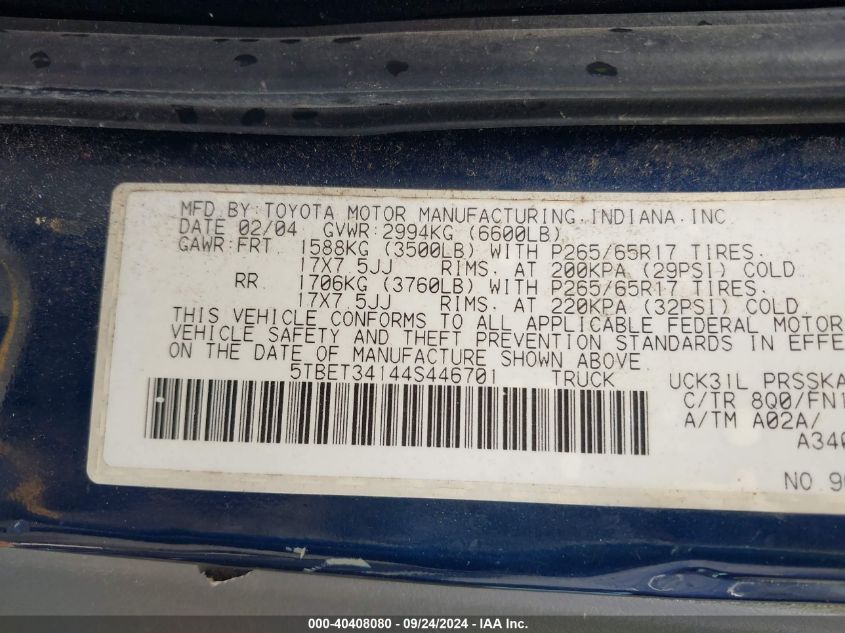 MFD.BY:TOYOTA MOTOR MANUFACTURING.INDIANA.INC.
DATE 02/04 GVWR:2994KG (6600LB)
GAWR:FRT 1588KG (3500LB) WITH P265/65R17 TIRES.
17X7.5JJ RIMS. AT 200KPA (29PSI) COLD
RR 1706KG (3760LB) WITH P265/65R17 TIRES.
17X7.5JJ RIMS. AT 220KPA (32PSI) COLD
THIS VEHICLE CONFORMS TO ALL APPLICABLE FEDERAL MOTOR
VEHICLE SAFETY AND THEFT PREVENTION STANDARDS IN EFFE
ON THE DATE OF MANUFACTURE SHOWN ABOVE.
5TBET34144S446701 TRUCK UCK31L PRSSKA
C/TR 8Q0/FN1
A/TM A02A/
A340
NO 90
000-40408080 / 09/24/2024 - IAAI Inc.